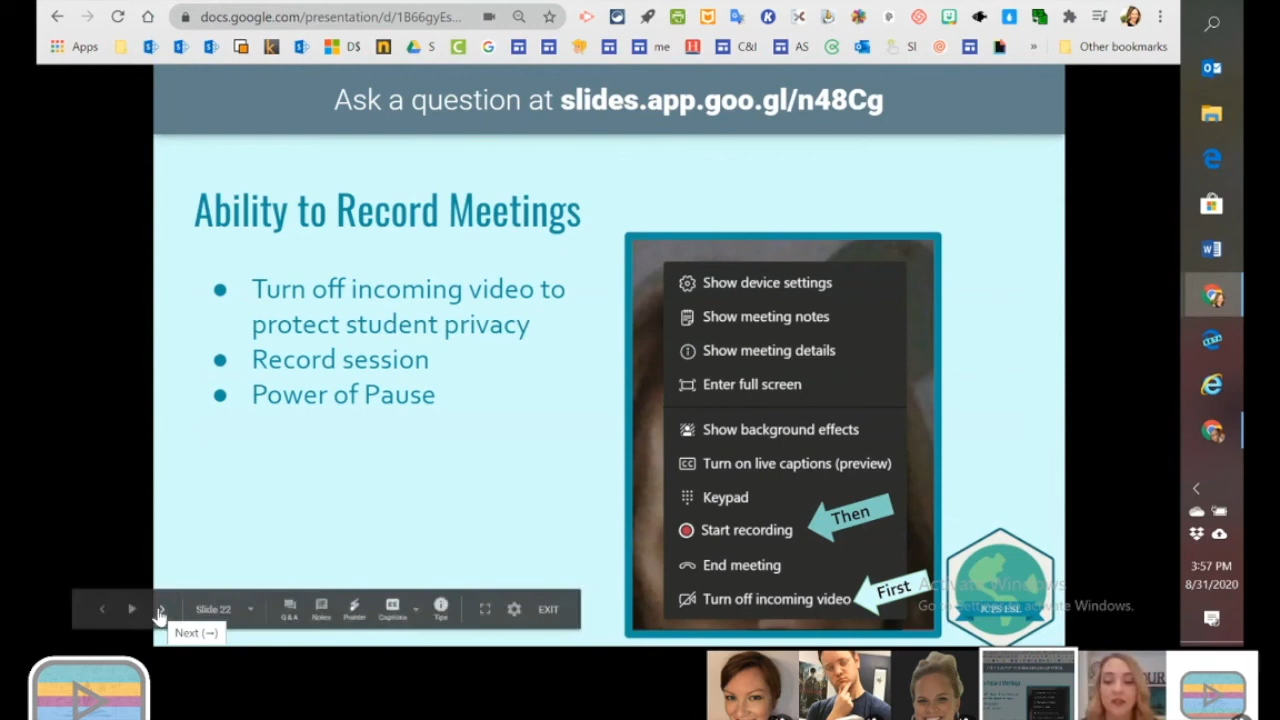 docs.google.com/presentation/d/1B66gyEs...
Apps
D$
S
me
C&I
AS
SI
»
Other bookmarks
Ask a question at slides.app.goo.gl/n48Cg
Ability to Record Meetings
● Turn off incoming video to
protect student privacy
● Record session
● Power of Pause
Show device settings
Show meeting notes
Show meeting details
Enter full screen
Show background effects
CC Turn on live captions (preview)
Keypad
Then
Start recording
End meeting
First
Turn off incoming video
JCPS ESL
Activate Windows
Go to Settings to activate Windows.
Slide 22
Q & A
Notes
Pointer
Captions
Tips
EXIT
Next (→)
3:57 PM
8/31/2020